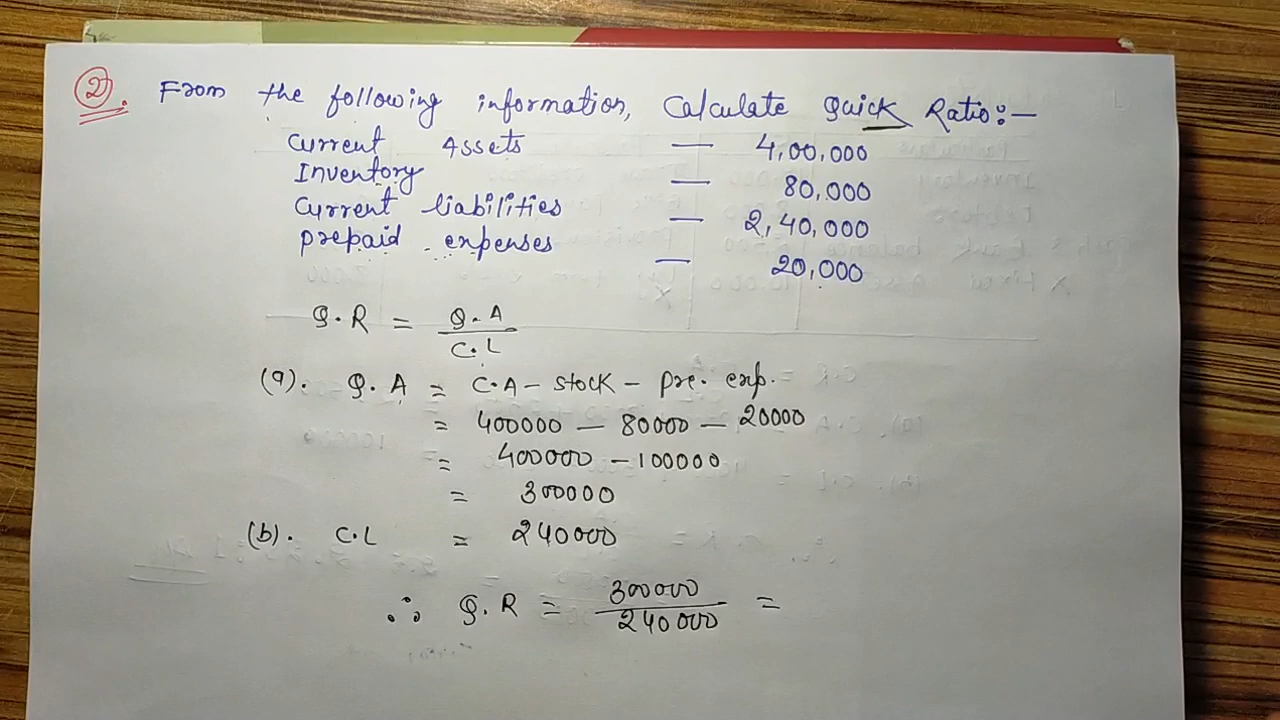 2. From the following information, Calculate Quick Ratio:-
Current Assets — 4,00,000
Inventory — 80,000
Current liabilities — 2,40,000
prepaid expenses — 20,000
Q.R = Q.A
C.L
(a). Q.A = C.A - Stock - pre. exp.
= 400000 - 80000 - 20000
= 400000 - 100000
= 300000
(b). C.L = 240000
∴ Q.R = 300000 =
240000